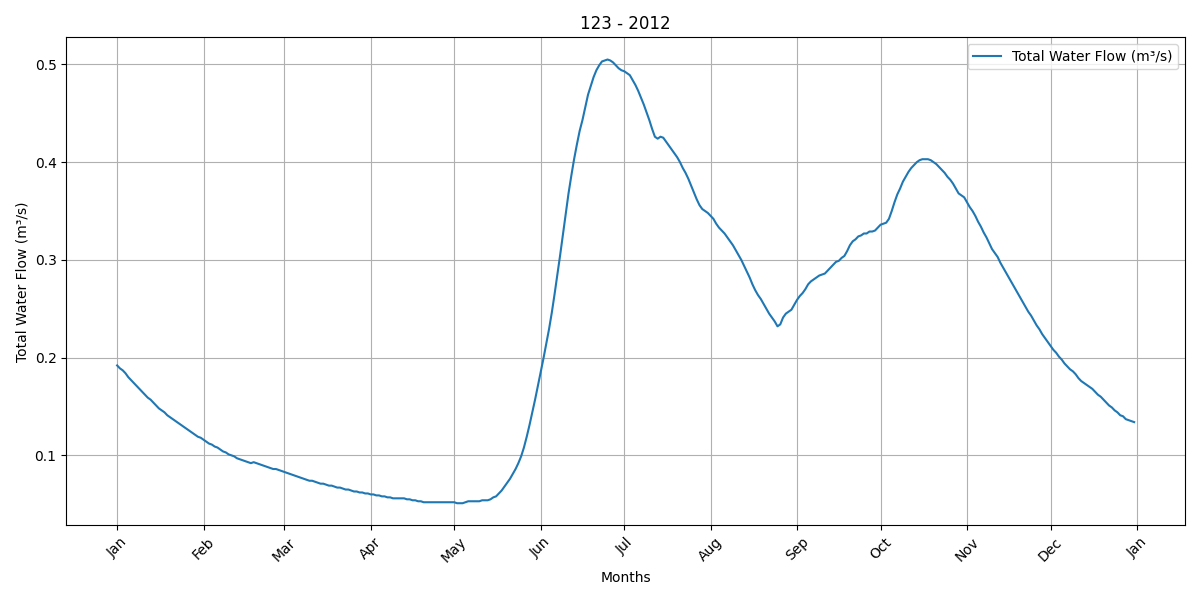 123 - 2012
Total Water Flow (m³/s)
Total Water Flow (m³/s)
0.5
0.4
0.3
0.2
0.1
Jan Feb Mar Apr May Jun Jul Aug Sep Oct Nov Dec Jan
Months